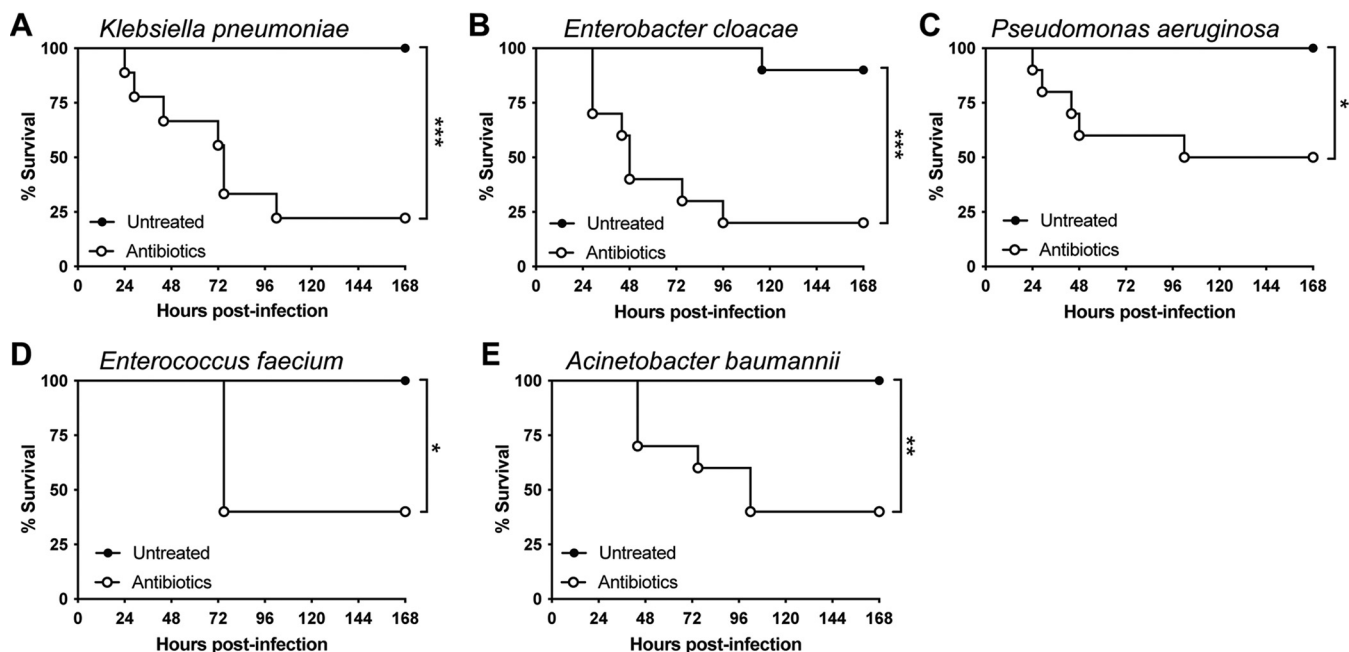 A Klebsiella pneumoniae
100
75
50
25
0
% Survival
Untreated
Antibiotics
***
0 24 48 72 96 120 144 168
Hours post-infection
B Enterobacter cloacae
100
75
50
25
0
% Survival
Untreated
Antibiotics
***
0 24 48 72 96 120 144 168
Hours post-infection
C Pseudomonas aeruginosa
100
75
50
25
0
% Survival
Untreated
Antibiotics
*
0 24 48 72 96 120 144 168
Hours post-infection
D Enterococcus faecium
100
75
50
25
0
% Survival
Untreated
Antibiotics
*
0 24 48 72 96 120 144 168
Hours post-infection
E Acinetobacter baumannii
100
75
50
25
0
% Survival
Untreated
Antibiotics
**
0 24 48 72 96 120 144 168
Hours post-infection